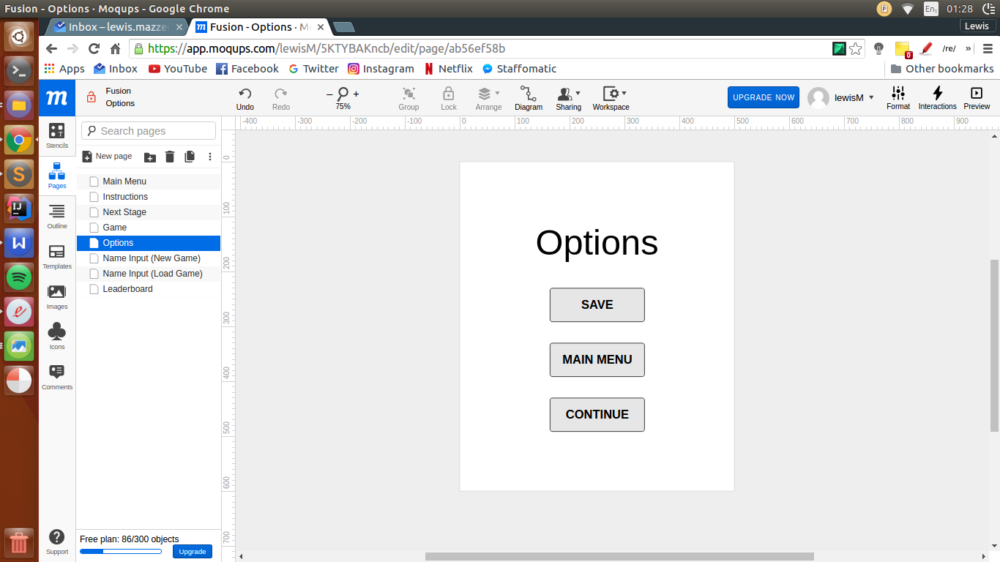 Fusion - Options · Moqups - Google Chrome
En1
01:28
Inbox – lewis.mazze
Fusion - Options · M
Lewis
https://app.moqups.com/lewisM/5KTYBAKncb/edit/page/ab56ef58b
0
/re/
»
Apps
Inbox
YouTube
Facebook
Twitter
Instagram
Netflix
Staffomatic
Other bookmarks
m
Fusion
Options
Undo
Redo
75%
Group
Lock
Arrange
Diagram
Sharing
Workspace
UPGRADE NOW
lewisM
Format
Interactions
Preview
-400 -300 -200 -100 0 100 200 300 400 500 600 700 800 900
0
100
200
300
400
500
600
700
Stencils
Pages
Outline
Templates
Images
Icons
Comments
Support
Search pages
New page
Main Menu
Instructions
Next Stage
Game
Options
Name Input (New Game)
Name Input (Load Game)
Leaderboard
Options
SAVE
MAIN MENU
CONTINUE
Free plan: 86/300 objects
Upgrade